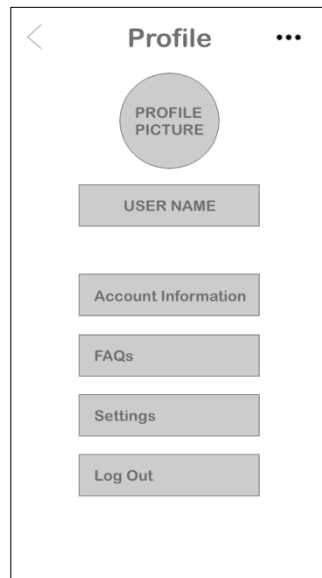 Profile
PROFILE
PICTURE
USER NAME
Account Information
FAQs
Settings
Log Out